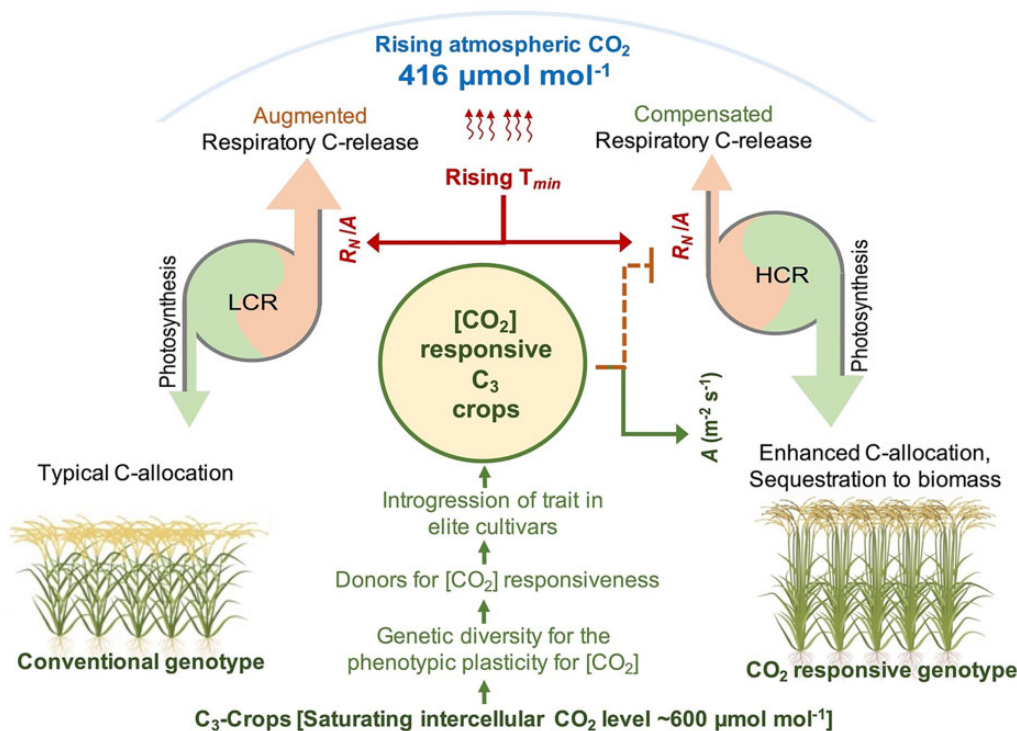 Rising atmospheric CO₂
416 µmol mol⁻¹
Augmented
Respiratory C-release
Compensated
Respiratory C-release
Rising Tmin
R_N/A
R_N/A
Photosynthesis
LCR
HCR
Photosynthesis
[CO₂]
responsive
C₃
crops
A (m⁻² s⁻¹)
Typical C-allocation
Enhanced C-allocation,
Sequestration to biomass
Introgression of trait in
elite cultivars
Donors for [CO₂] responsiveness
Genetic diversity for the
phenotypic plasticity for [CO₂]
Conventional genotype
CO₂ responsive genotype
C₃-Crops [Saturating intercellular CO₂ level ~600 µmol mol⁻¹]